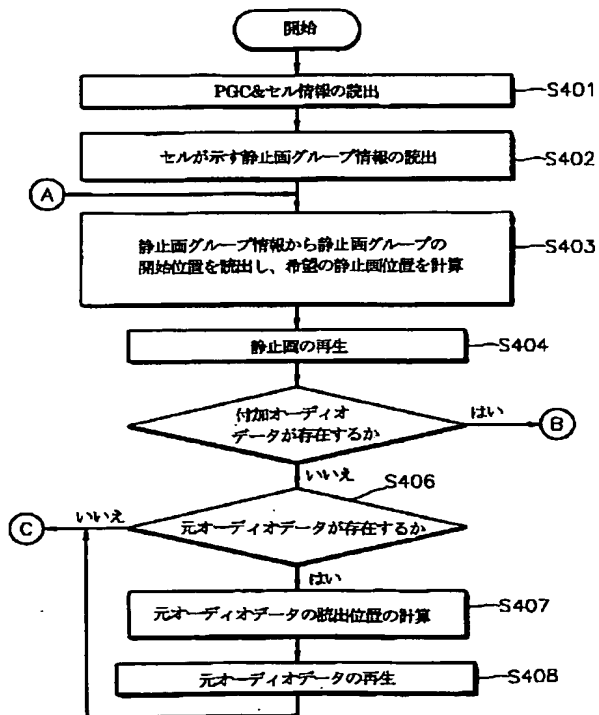 開始
PGC&セル情報の読出
S401
セルが示す静止画グループ情報の読出
S402
A
静止画グループ情報から静止画グループの
開始位置を読出し、希望の静止画位置を計算
S403
静止画の再生
S404
付加オーディオ
データが存在するか
はい
B
いいえ
S406
C
いいえ
元オーディオデータが存在するか
はい
元オーディオデータの読出位置の計算
S407
元オーディオデータの再生
S408